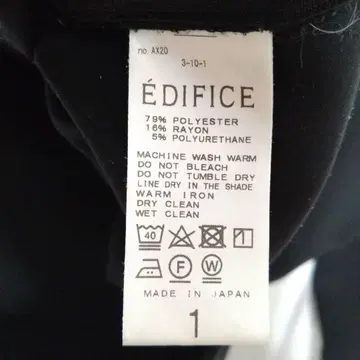 no. AX20
3-10-1
ÉDIFICE
79% POLYESTER
16% RAYON
5% POLYURETHANE
MACHINE WASH WARM
DO NOT BLEACH
DO NOT TUMBLE DRY
LINE DRY IN THE SHADE
WARM IRON
DRY CLEAN
WET CLEAN
40
F W
MADE IN JAPAN
1